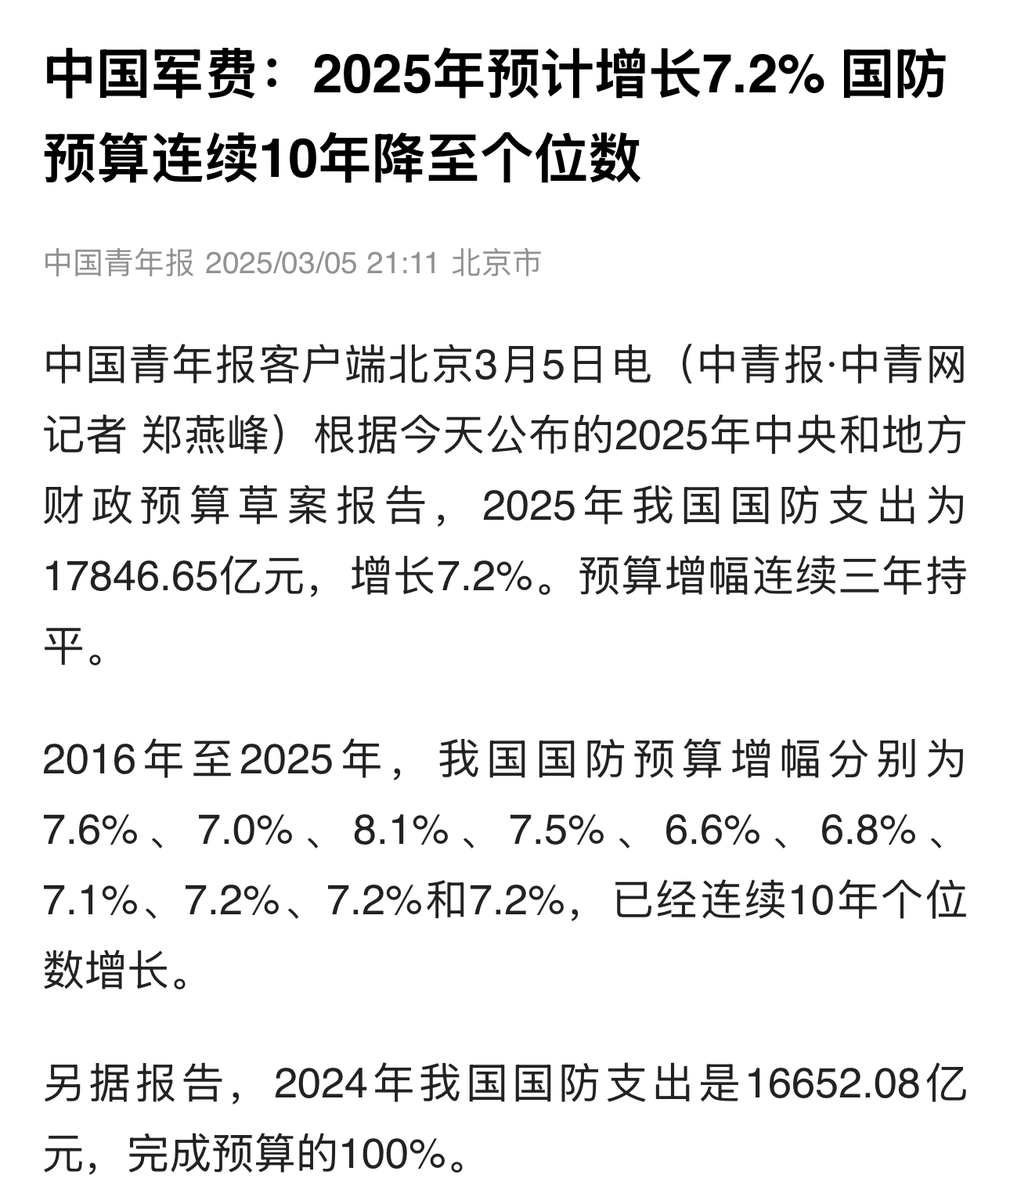 中国军费：2025年预计增长7.2% 国防
预算连续10年降至个位数
中国青年报 2025/03/05 21:11 北京市
中国青年报客户端北京3月5日电（中青报·中青网
记者 郑燕峰）根据今天公布的2025年中央和地方
财政预算草案报告，2025年我国国防支出为
17846.65亿元，增长7.2%。预算增幅连续三年持
平。
2016年至2025年，我国国防预算增幅分别为
7.6%、7.0%、8.1%、7.5%、6.6%、6.8%、
7.1%、7.2%、7.2%和7.2%，已经连续10年个位
数增长。
另据报告，2024年我国国防支出是16652.08亿
元，完成预算的100%。